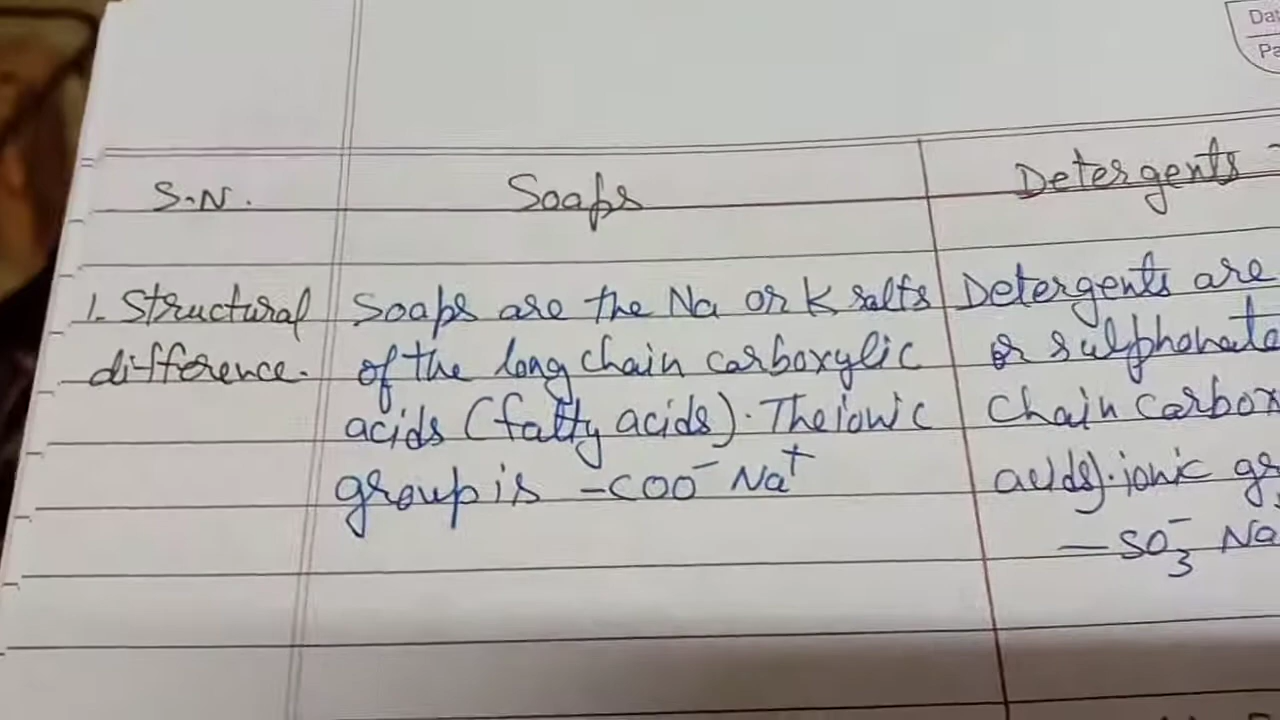 Dat
Pa
S.N. Soaps Detergents
1. Structural Soaps are the Na or K salts Detergents are
difference. of the long chain carboxylic or sulphonate
acids (fatty acids). The ionic Chain carbox
group is -COO⁻ Na⁺ acids). ionic gr
— SO₃⁻ Na